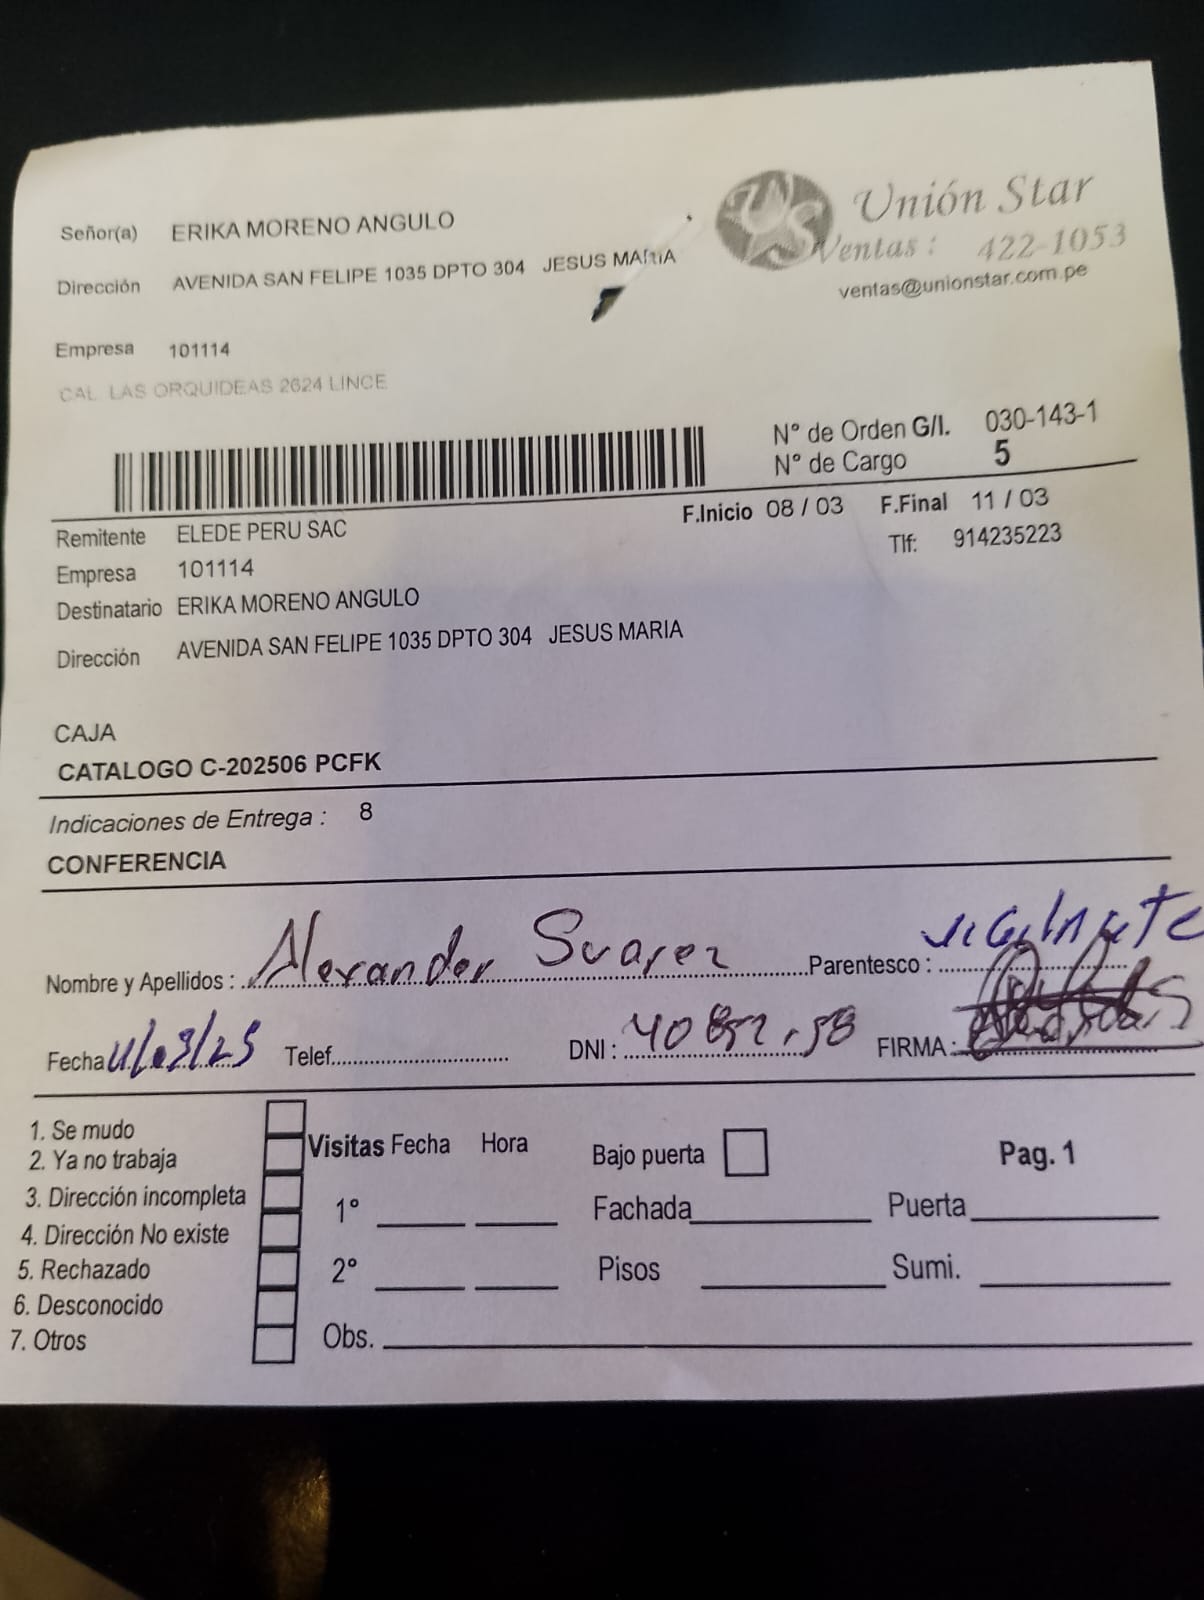 Señor(a) ERIKA MORENO ANGULO
Unión Star
Ventas : 422-1053
ventas@unionstar.com.pe
Dirección AVENIDA SAN FELIPE 1035 DPTO 304 JESUS MARIA
Empresa 101114
CAL. LAS ORQUIDEAS 2624 LINCE
N° de Orden G/I. 030-143-1
N° de Cargo 5
F.Inicio 08 / 03 F.Final 11 / 03
Remitente ELEDE PERU SAC
Tlf: 914235223
Empresa 101114
Destinatario ERIKA MORENO ANGULO
Dirección AVENIDA SAN FELIPE 1035 DPTO 304 JESUS MARIA
CAJA
CATALOGO C-202506 PCFK
Indicaciones de Entrega : 8
CONFERENCIA
Nombre y Apellidos : Alexander Suarez Parentesco :
Fecha 11/03/25 Telef. DNI : FIRMA:
1. Se mudo
2. Ya no trabaja
3. Dirección incompleta
4. Dirección No existe
5. Rechazado
6. Desconocido
7. Otros
Visitas Fecha Hora
1°
2°
Obs.
Bajo puerta
Pag. 1
Fachada Puerta
Pisos Sumi.